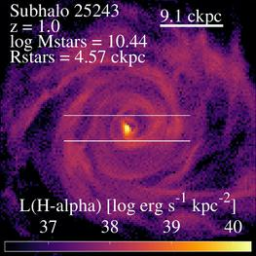 Subhalo 25243
9.1 ckpc
z = 1.0
log Mstars = 10.44
Rstars = 4.57 ckpc
L(H-alpha) [log erg s⁻¹ kpc⁻²]
37 38 39 40